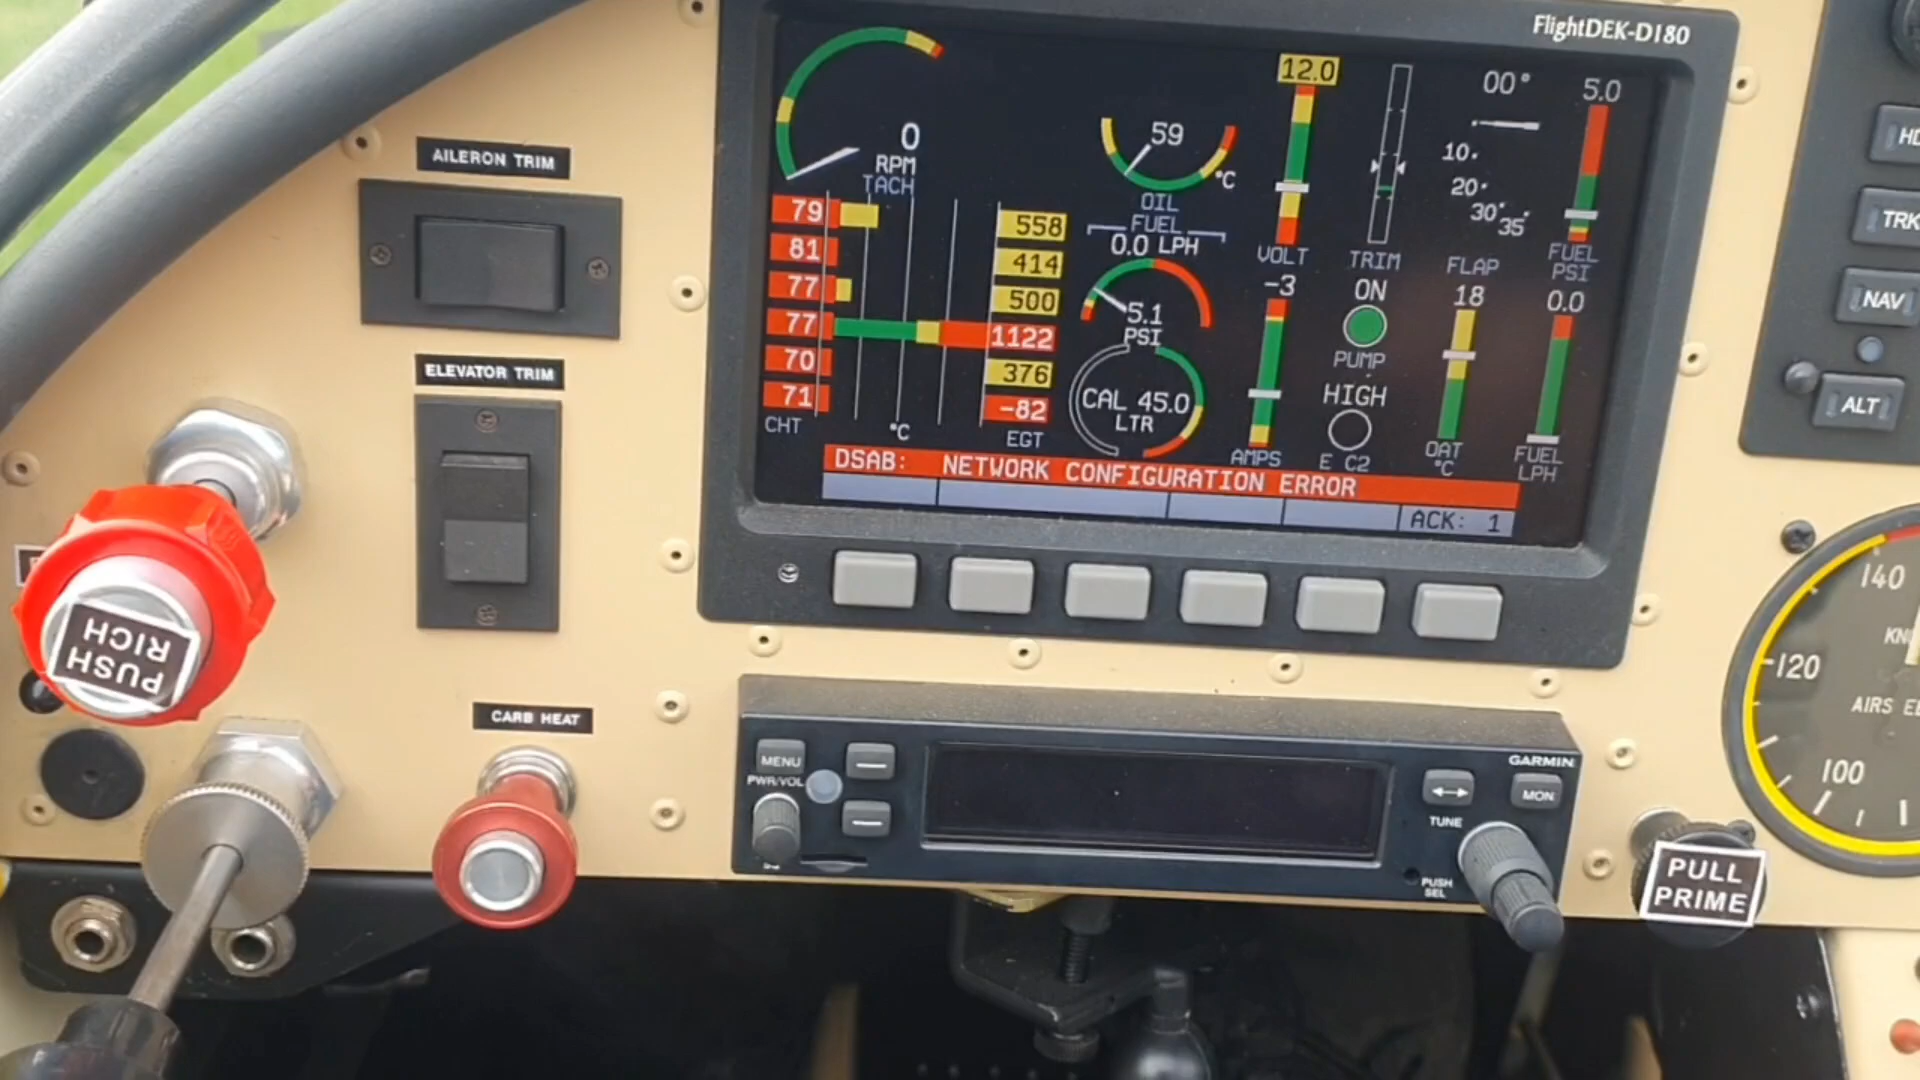 FlightDEK-D180
AILERON TRIM
ELEVATOR TRIM
PUSH
RICH
CARB HEAT
0
RPM
TACH
59
°C
OIL
FUEL
0.0 LPH
5.1
PSI
CAL 45.0
LTR
12.0
VOLT
-3
AMPS
TRIM
ON
PUMP
HIGH
E C2
00°
10
20
30
35
FLAP
18
OAT
°C
5.0
FUEL
PSI
0.0
FUEL
LPH
79
81
77
77
70
71
CHT
°C
558
414
500
1122
376
-82
EGT
DSAB: NETWORK CONFIGURATION ERROR
ACK: 1
HD
TRK
NAV
ALT
MENU
PWR/VOL
GARMIN
MON
TUNE
PUSH
SEL
PULL
PRIME
140
KN
120
AIRS
100